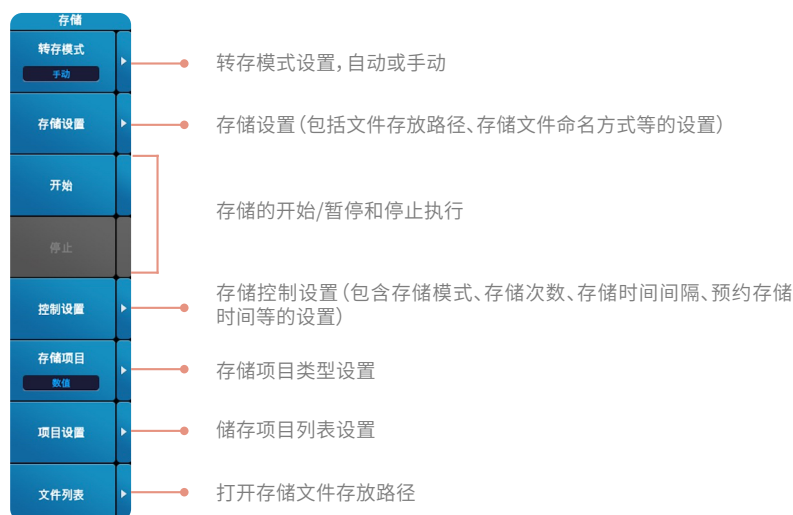 存储
转存模式
手动
转存模式设置,自动或手动
存储设置
存储设置(包括文件存放路径、存储文件命名方式等的设置)
开始
停止
存储的开始/暂停和停止执行
控制设置
存储控制设置(包含存储模式、存储次数、存储时间间隔、预约存储
时间等的设置)
存储项目
数值
存储项目类型设置
项目设置
储存项目列表设置
文件列表
打开存储文件存放路径